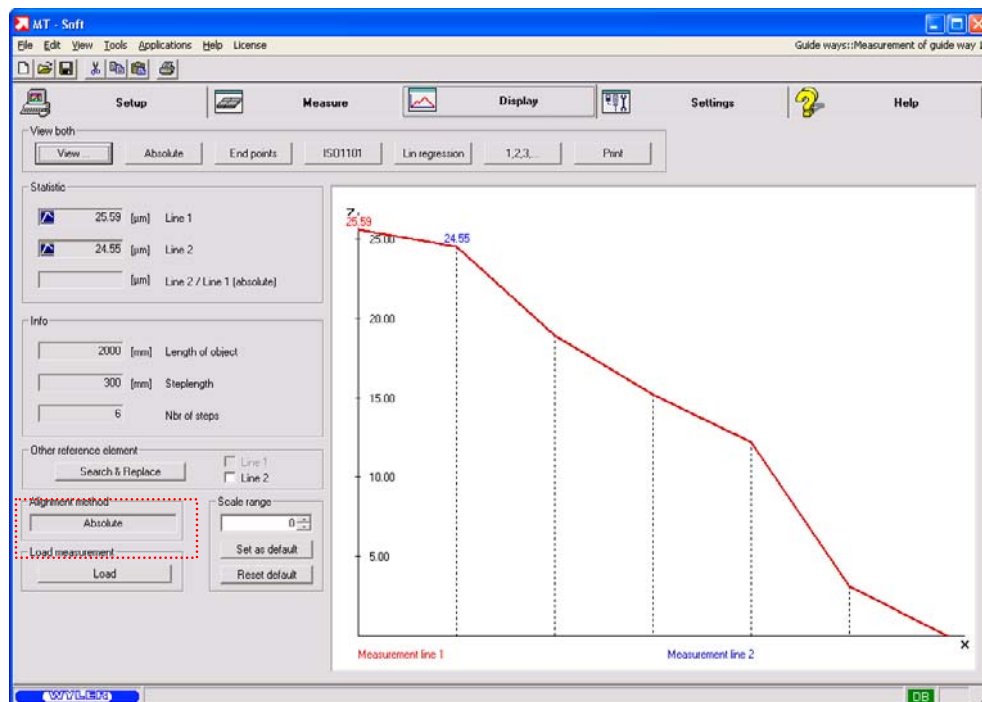 MT - Soft
File Edit View Tools Applications Help License Guide ways::Measurement of guide way 1
Setup Measure Display Settings Help
View both
View... Absolute End points ISO1101 Lin regression 1,2,3,... Print
Statistic
25.59 [µm] Line 1
24.55 [µm] Line 2
[µm] Line 2 / Line 1 (absolute)
Info
2000 [mm] Length of object
300 [mm] Steplength
6 Nbr of steps
Other reference element
Search & Replace
Line 1
Line 2
Alignment method
Absolute
Load measurement
Load
Scale range
0
Set as default
Reset default
Z
25.59
25.00
24.55
20.00
15.00
10.00
5.00
X
Measurement line 1 Measurement line 2
WYLER
DB